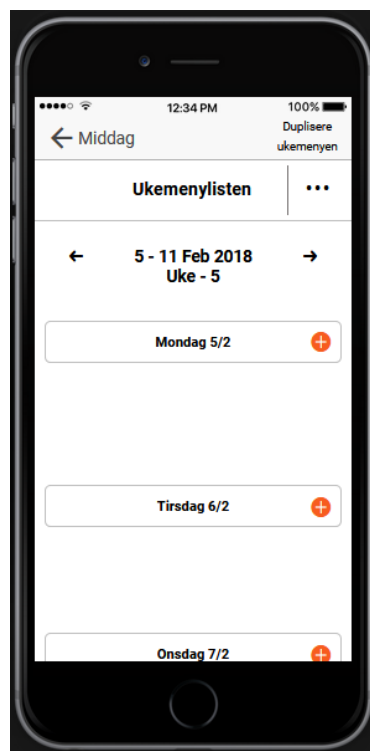 12:34 PM
100%
← Middag
Duplisere
ukemenyen
Ukemenylisten
•••
← 5 - 11 Feb 2018 →
Uke - 5
Mondag 5/2
Tirsdag 6/2
Onsdag 7/2